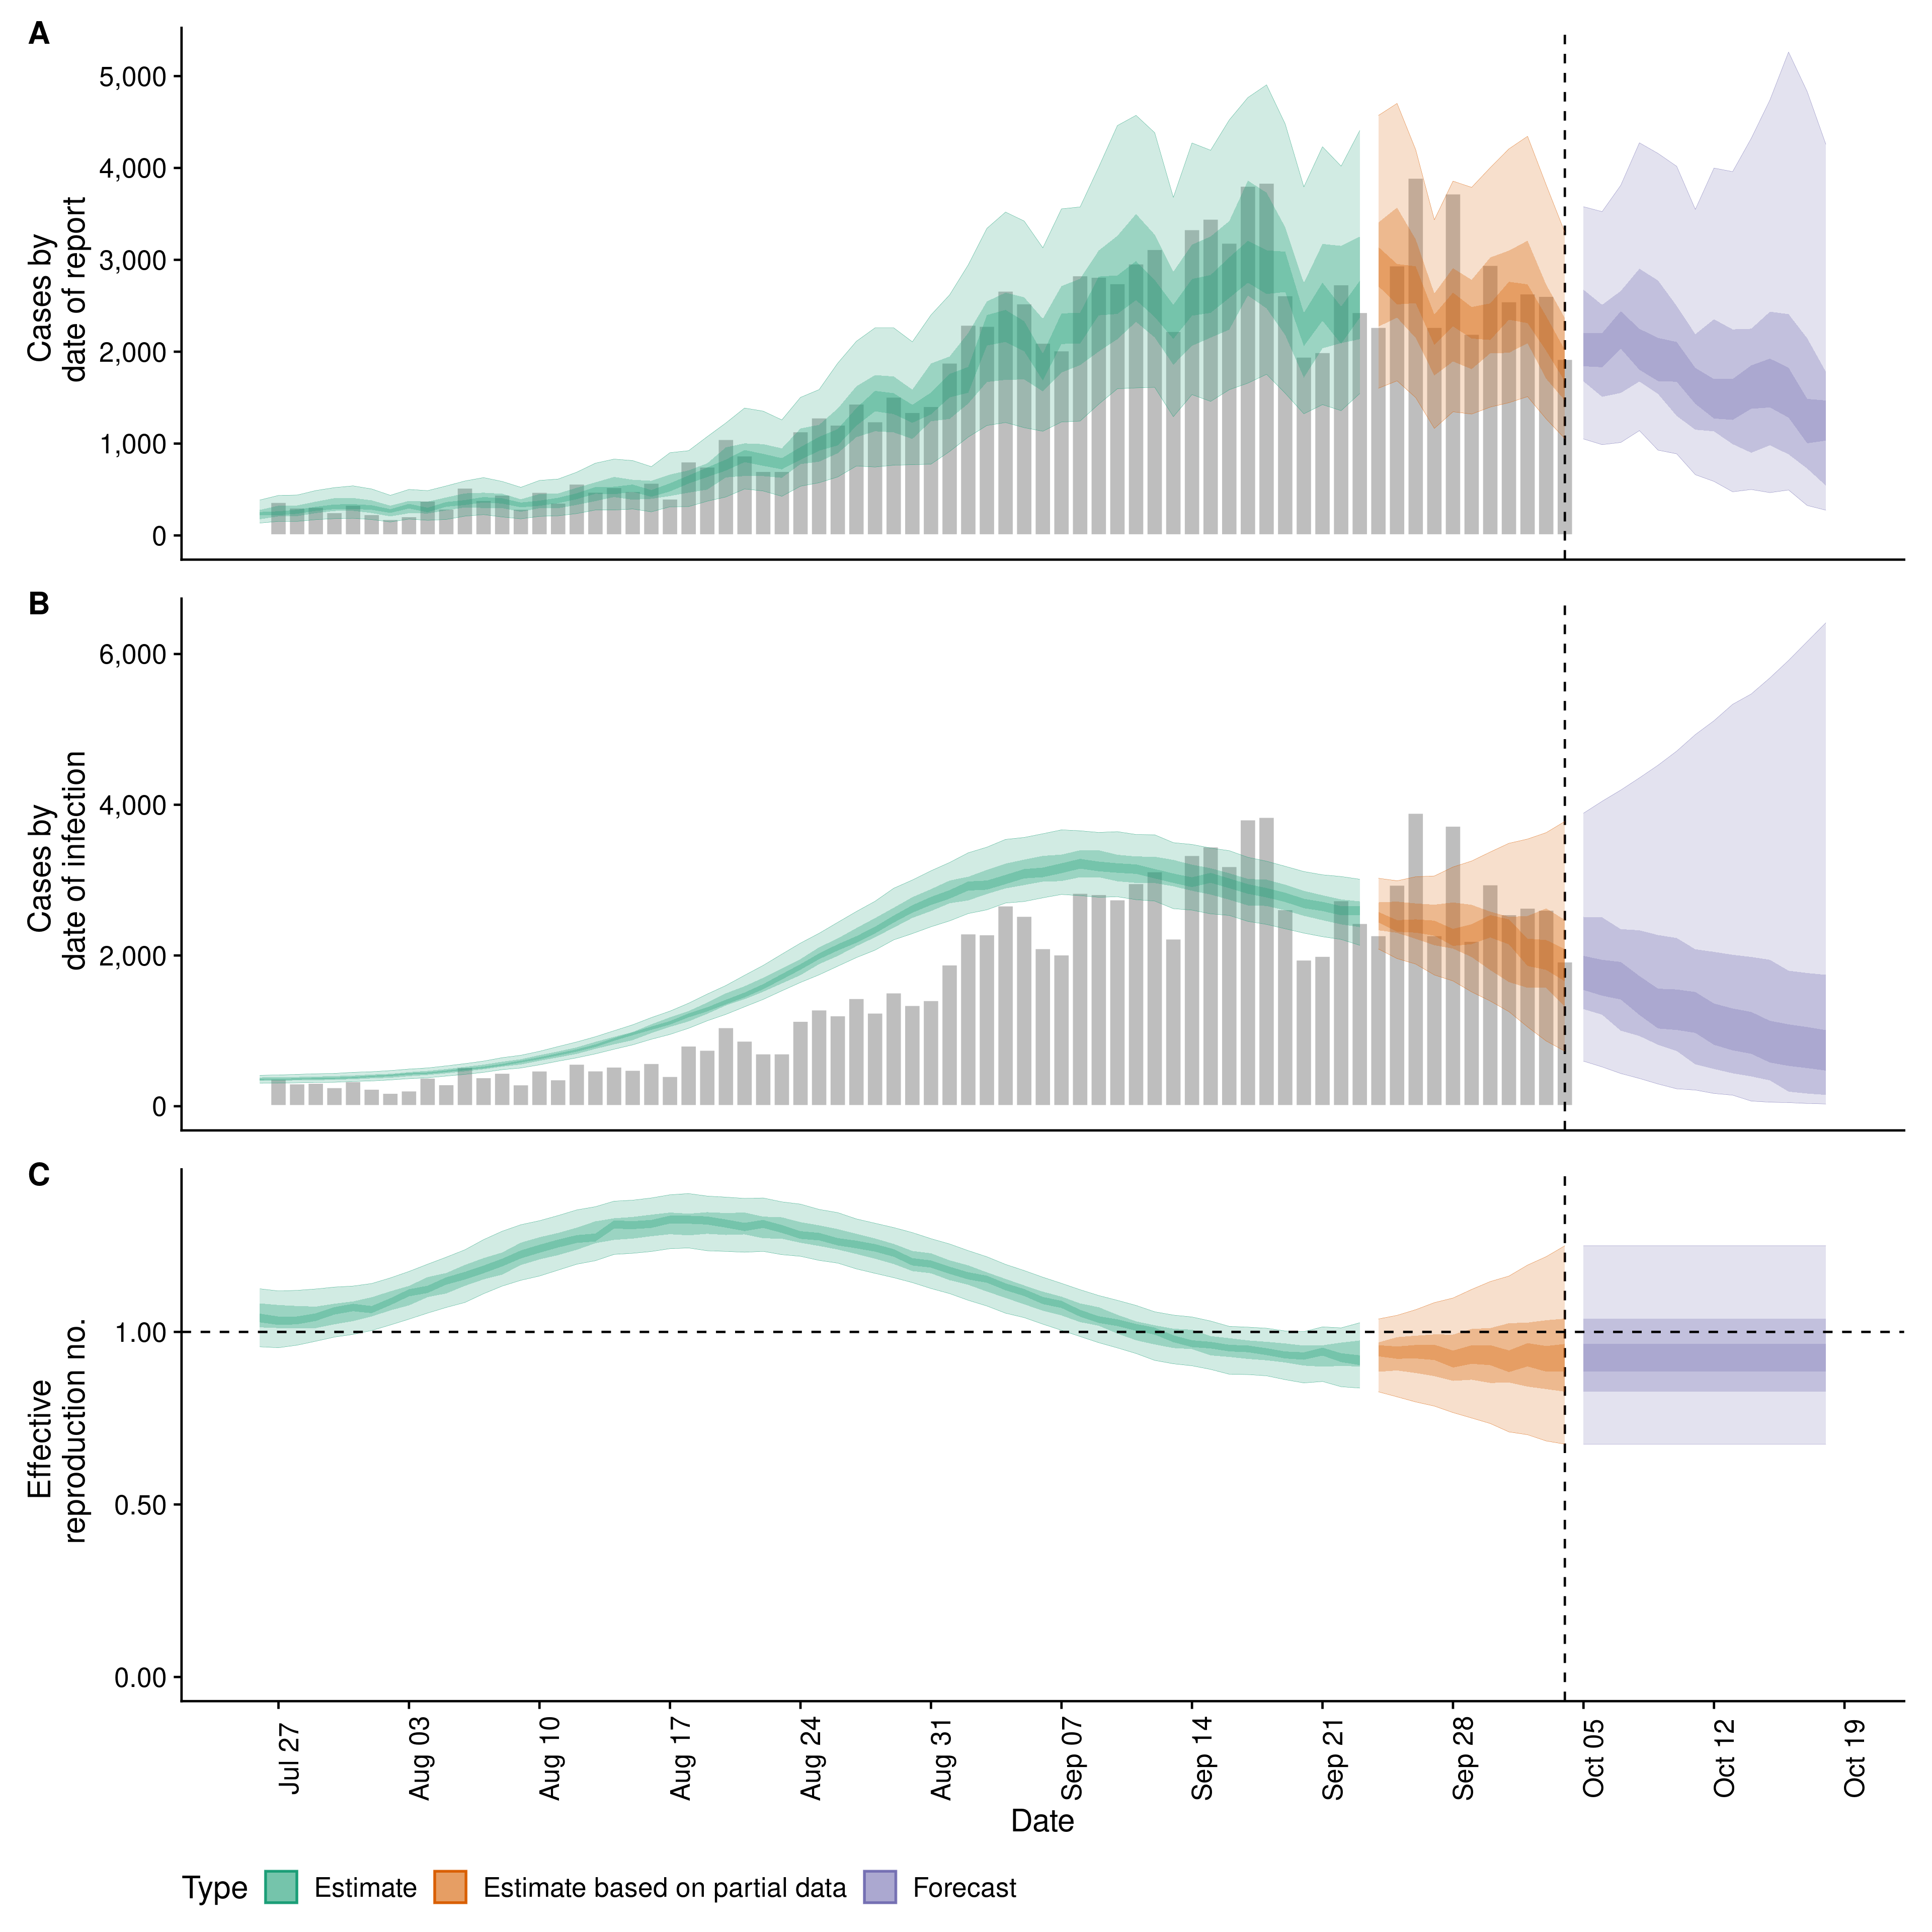 A
5,000
4,000
3,000
2,000
1,000
0
Cases by
date of report
B
6,000
4,000
2,000
0
Cases by
date of infection
C
1.00
0.50
0.00
Effective
reproduction no.
Jul 27
Aug 03
Aug 10
Aug 17
Aug 24
Aug 31
Sep 07
Sep 14
Sep 21
Sep 28
Oct 05
Oct 12
Oct 19
Date
Type Estimate Estimate based on partial data Forecast